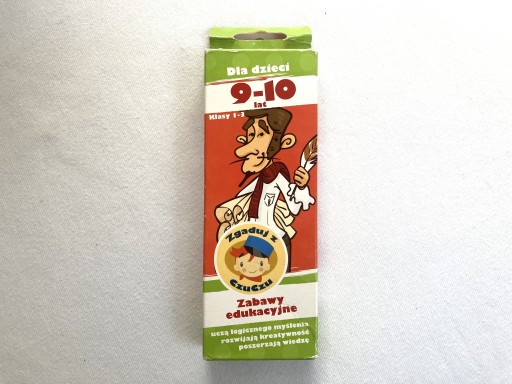 Dla dzieci
9-10
lat
Klasy 1-3
Zgaduj z
CzuCzu
Zabawy
edukacyjne
uczą logicznego myślenia
rozwijają kreatywność
poszerzają wiedzę